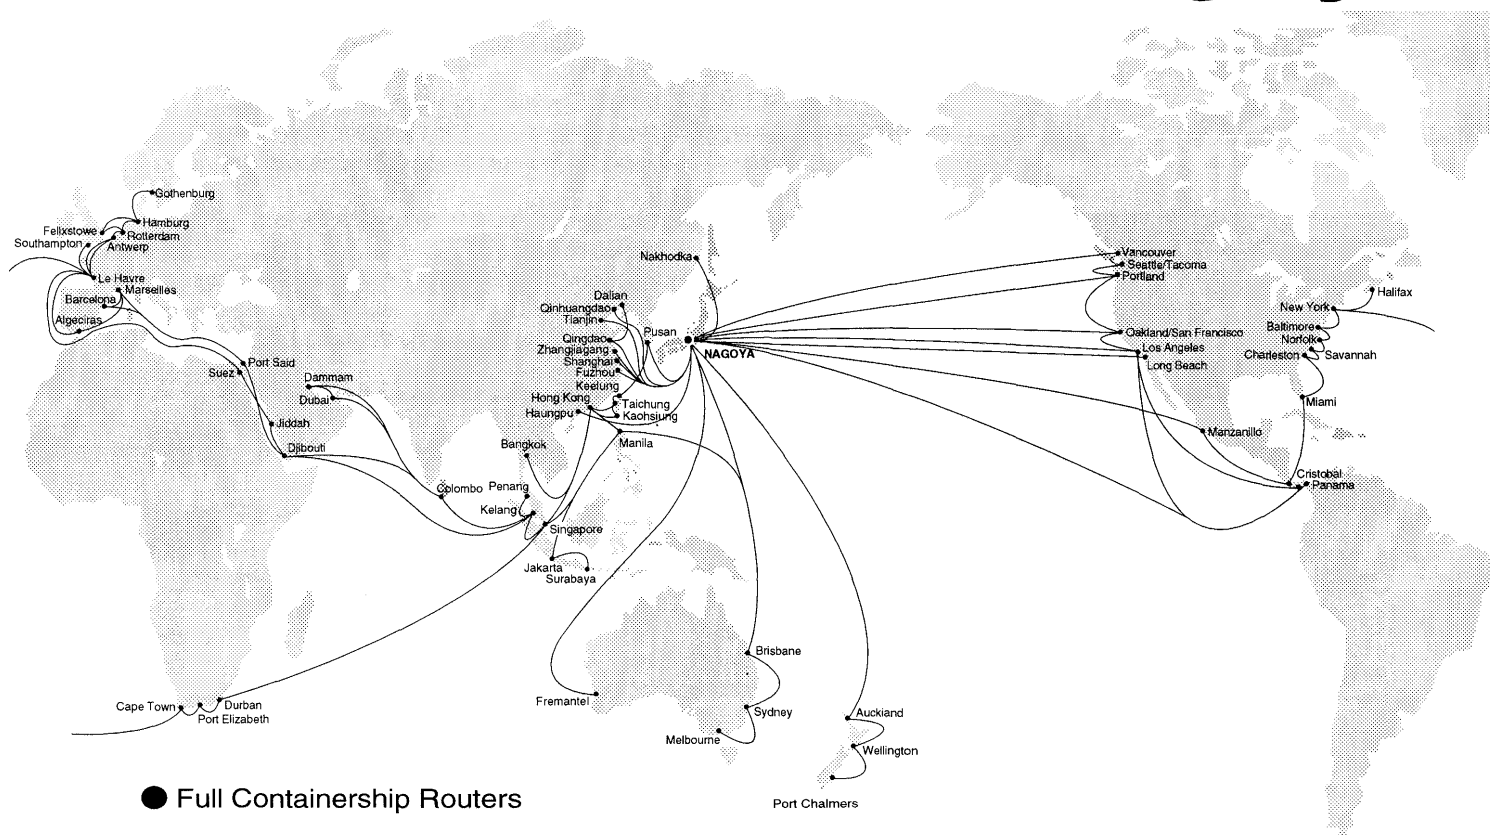 Gothenburg
Hamburg
Felixstowe
Rotterdam
Southampton
Antwerp
Le Havre
Marseilles
Barcelona
Algeciras
Port Said
Suez
Dammam
Dubai
Jiddah
Djibouti
Colombo
Nakhodka
Dalian
Qinhuangdao
Tianjin
Pusan
Qingdao
Zhangjiagang
Shanghai
Fuzhou
Keelung
Hong Kong
Taichung
Haungpu
Kaohsiung
Manila
Bangkok
Penang
Kelang
Singapore
Jakarta
Surabaya
NAGOYA
Vancouver
Seattle/Tacoma
Portland
Oakland/San Francisco
Los Angeles
Long Beach
Manzanillo
Halifax
New York
Baltimore
Norfolk
Charleston
Savannah
Miami
Cristobal
Panama
Brisbane
Fremantel
Sydney
Melbourne
Auckland
Wellington
Port Chalmers
Cape Town
Durban
Port Elizabeth
Full Containership Routers